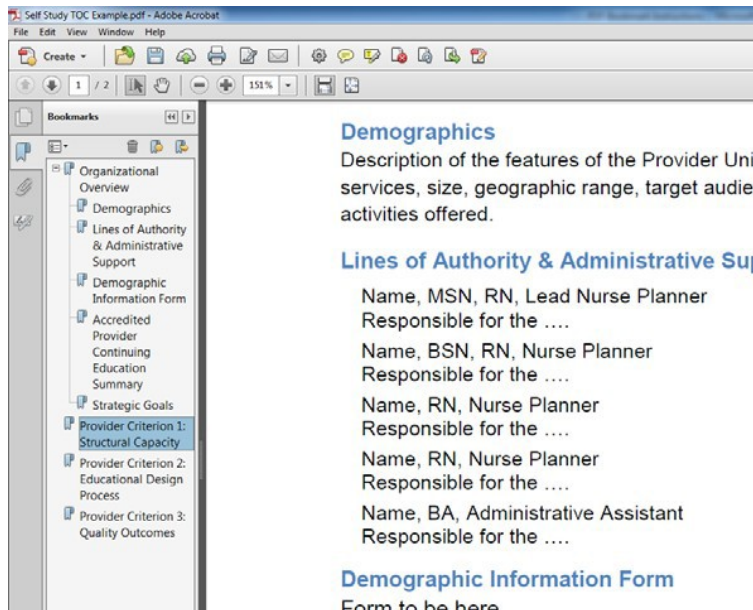 Self Study TOC Example.pdf - Adobe Acrobat
File Edit View Window Help
Create
1 / 2
151%
Bookmarks
Organizational
Overview
Demographics
Lines of Authority
& Administrative
Support
Demographic
Information Form
Accredited
Provider
Continuing
Education
Summary
Strategic Goals
Provider Criterion 1:
Structural Capacity
Provider Criterion 2:
Educational Design
Process
Provider Criterion 3:
Quality Outcomes
Demographics
Description of the features of the Provider Uni
services, size, geographic range, target audie
activities offered.
Lines of Authority & Administrative Sup
Name, MSN, RN, Lead Nurse Planner
Responsible for the ....
Name, BSN, RN, Nurse Planner
Responsible for the ....
Name, RN, Nurse Planner
Responsible for the ....
Name, RN, Nurse Planner
Responsible for the ....
Name, BA, Administrative Assistant
Responsible for the ....
Demographic Information Form
Form to be here